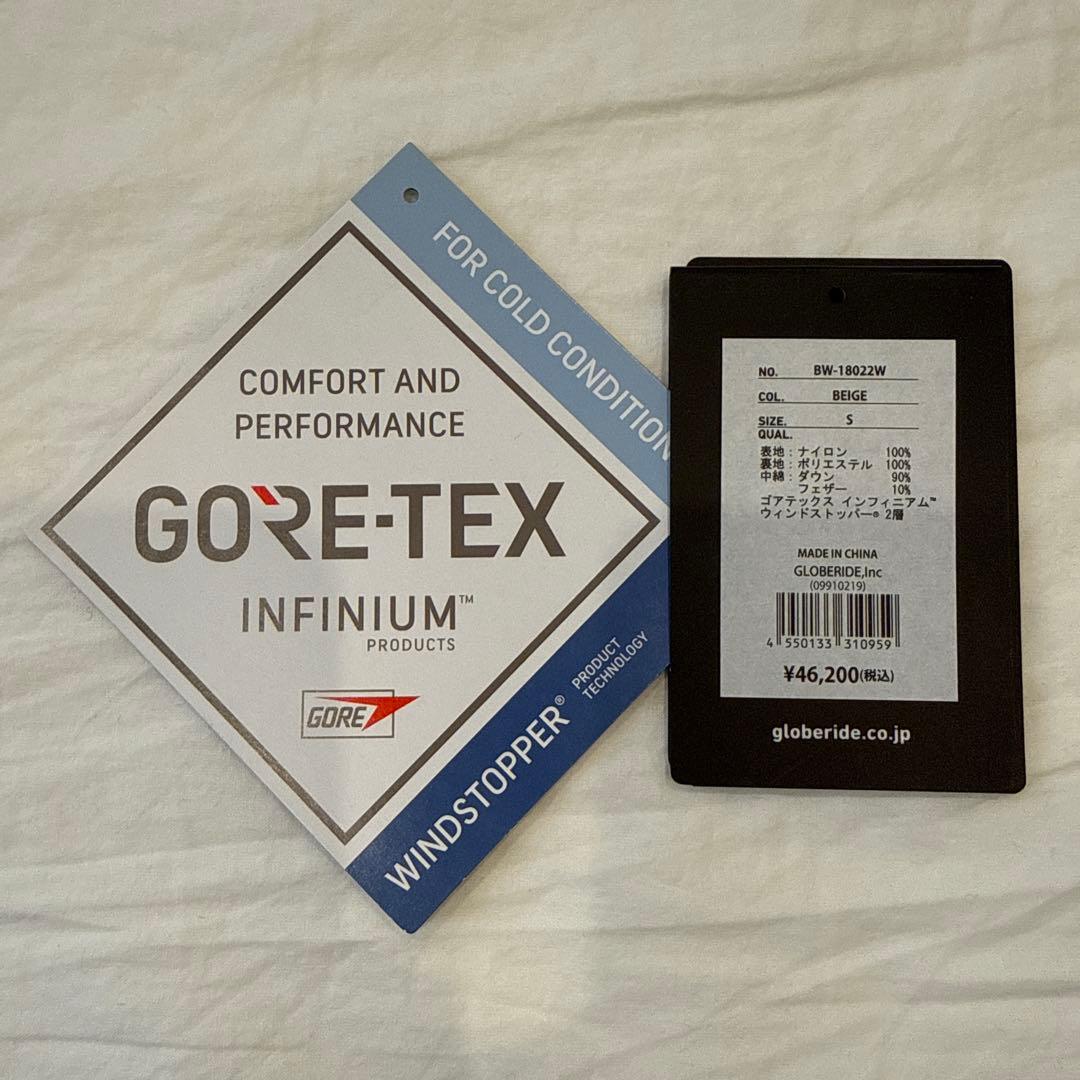 FOR COLD CONDITION
COMFORT AND
PERFORMANCE
GORE-TEX
INFINIUM™
PRODUCTS
GORE
WINDSTOPPER®
PRODUCT
TECHNOLOGY
NO. BW-18022W
COL. BEIGE
SIZE. S
QUAL.
表地：ナイロン 100%
裏地：ポリエステル 100%
中綿：ダウン 90%
フェザー 10%
ゴアテックス インフィニアム™
ウィンドストッパー® 2層
MADE IN CHINA
GLOBERIDE,Inc
(09910219)
4 550133 310959
¥46,200(税込)
globeride.co.jp